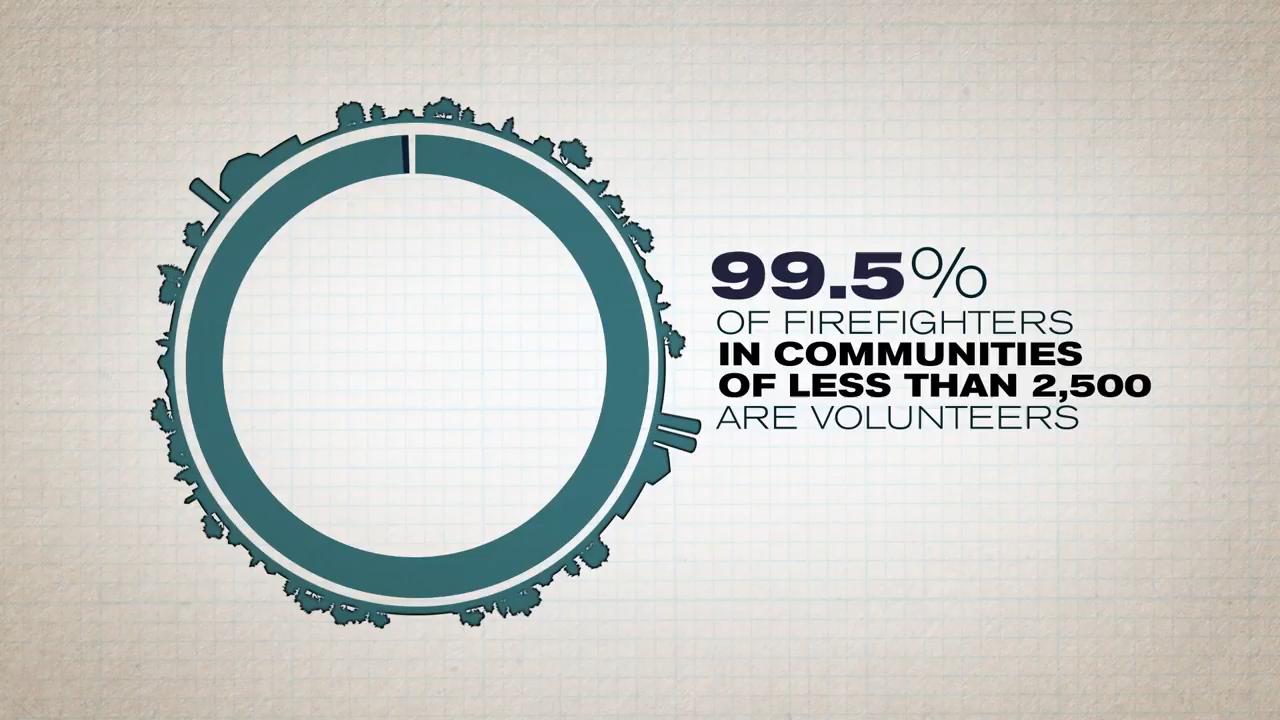 99.5%
OF FIREFIGHTERS
IN COMMUNITIES
OF LESS THAN 2,500
ARE VOLUNTEERS